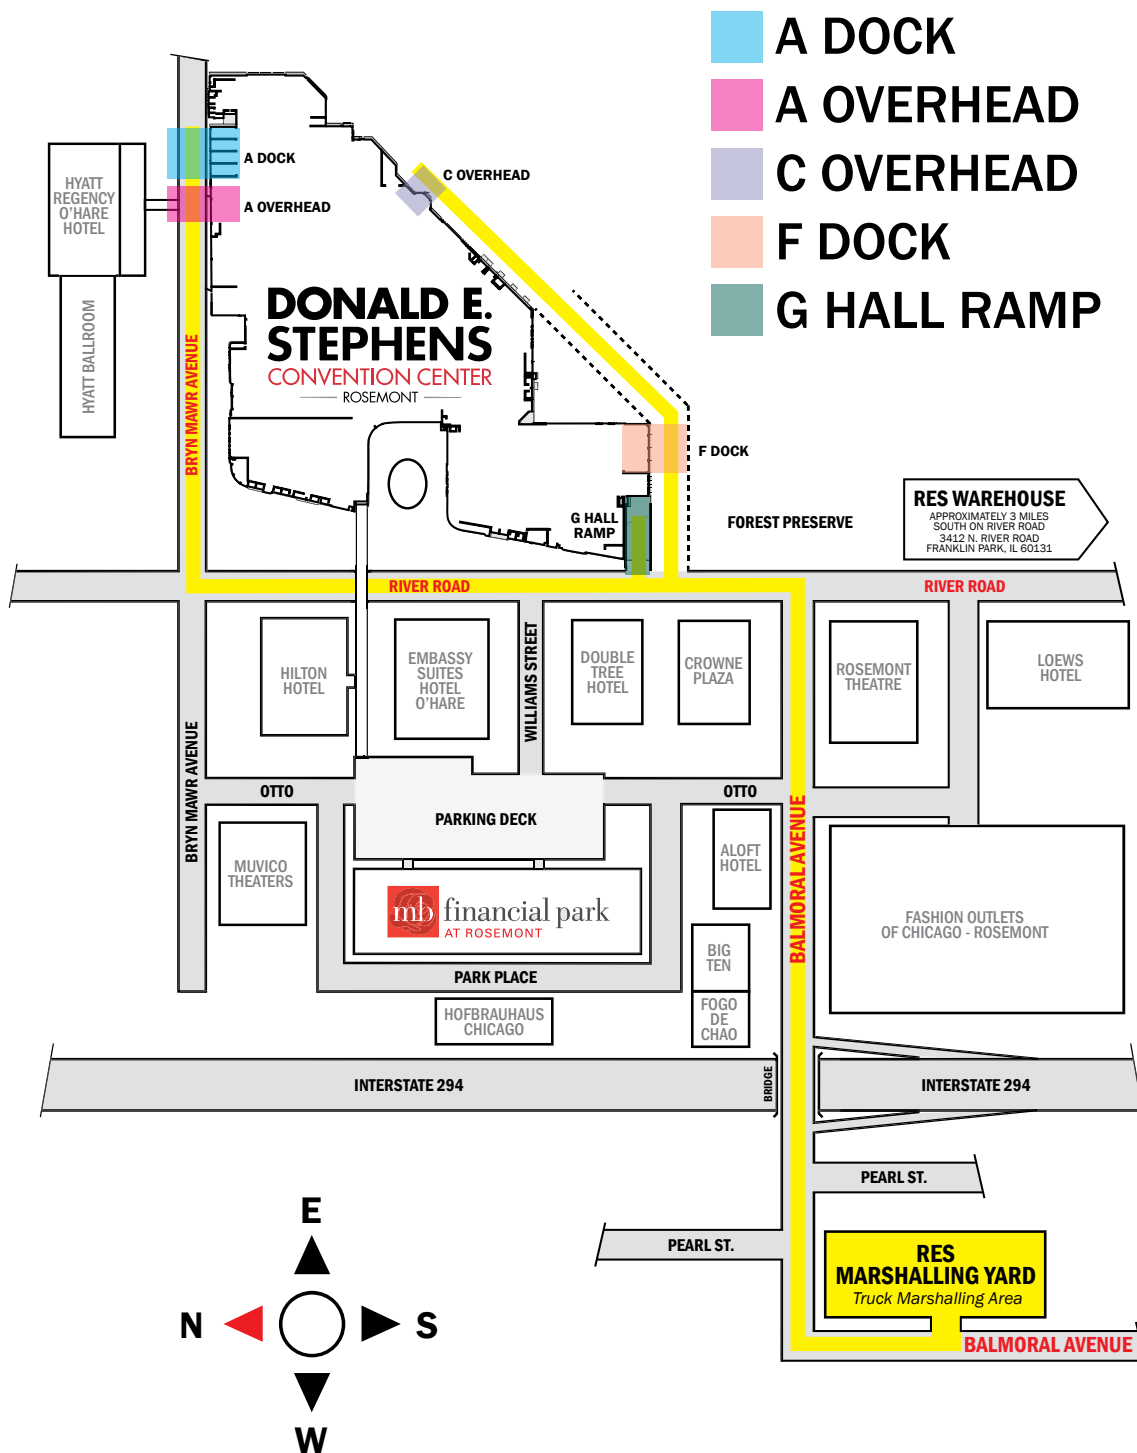 A DOCK
A OVERHEAD
C OVERHEAD
F DOCK
G HALL RAMP
A DOCK
C OVERHEAD
A OVERHEAD
HYATT
REGENCY
O'HARE
HOTEL
HYATT BALLROOM
BRYN MAWR AVENUE
DONALD E.
STEPHENS
CONVENTION CENTER
ROSEMONT
F DOCK
G HALL
RAMP
FOREST PRESERVE
RES WAREHOUSE
APPROXIMATELY 3 MILES
SOUTH ON RIVER ROAD
3412 N. RIVER ROAD
FRANKLIN PARK, IL 60131
RIVER ROAD
RIVER ROAD
HILTON
HOTEL
EMBASSY
SUITES
HOTEL
O'HARE
WILLIAMS STREET
DOUBLE
TREE
HOTEL
CROWNE
PLAZA
ROSEMONT
THEATRE
LOEWS
HOTEL
BRYN MAWR AVENUE
OTTO
PARKING DECK
OTTO
BALMORAL AVENUE
MUVICO
THEATERS
mb financial park
AT ROSEMONT
ALOFT
HOTEL
FASHION OUTLETS
OF CHICAGO - ROSEMONT
BIG
TEN
PARK PLACE
FOGO
DE
CHAO
HOFBRAUHAUS
CHICAGO
INTERSTATE 294
BRIDGE
INTERSTATE 294
PEARL ST.
PEARL ST.
RES
MARSHALLING YARD
Truck Marshalling Area
BALMORAL AVENUE
E
N
S
W